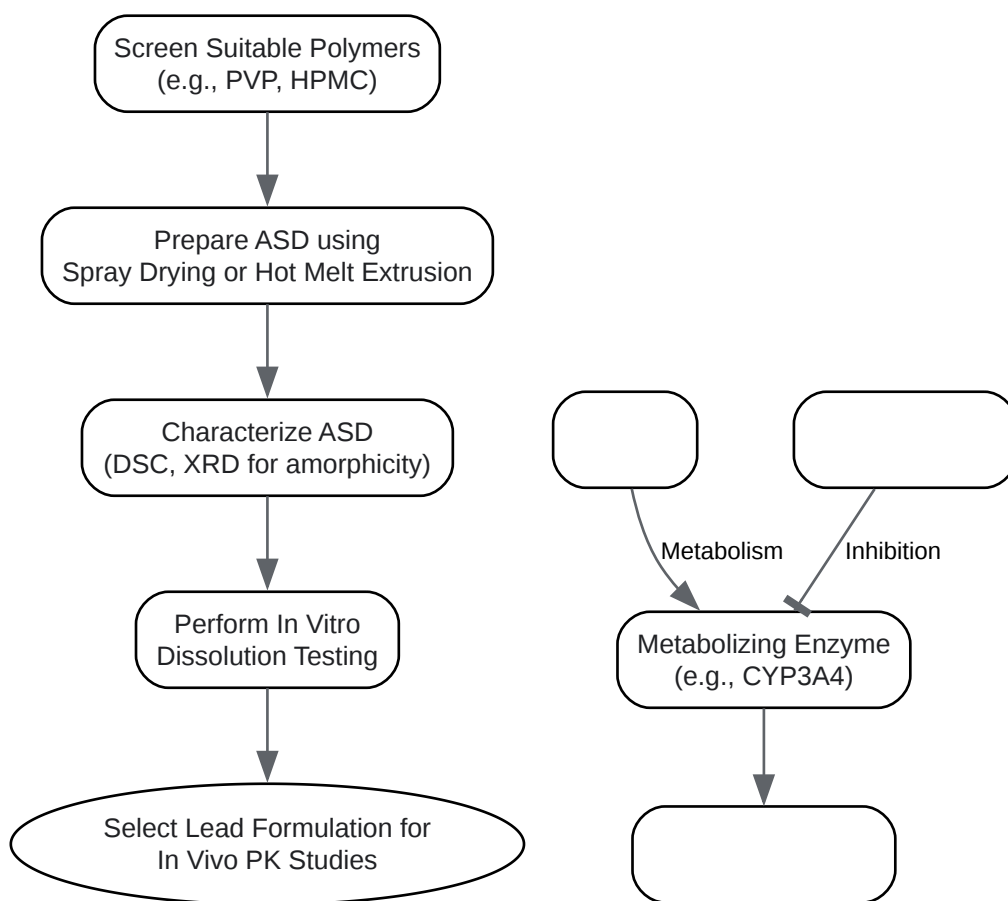 Screen Suitable Polymers
(e.g., PVP, HPMC)
Prepare ASD using
Spray Drying or Hot Melt Extrusion
Characterize ASD
(DSC, XRD for amorphicity)
Perform In Vitro
Dissolution Testing
Select Lead Formulation for
In Vivo PK Studies
Metabolism
Inhibition
Metabolizing Enzyme
(e.g., CYP3A4)